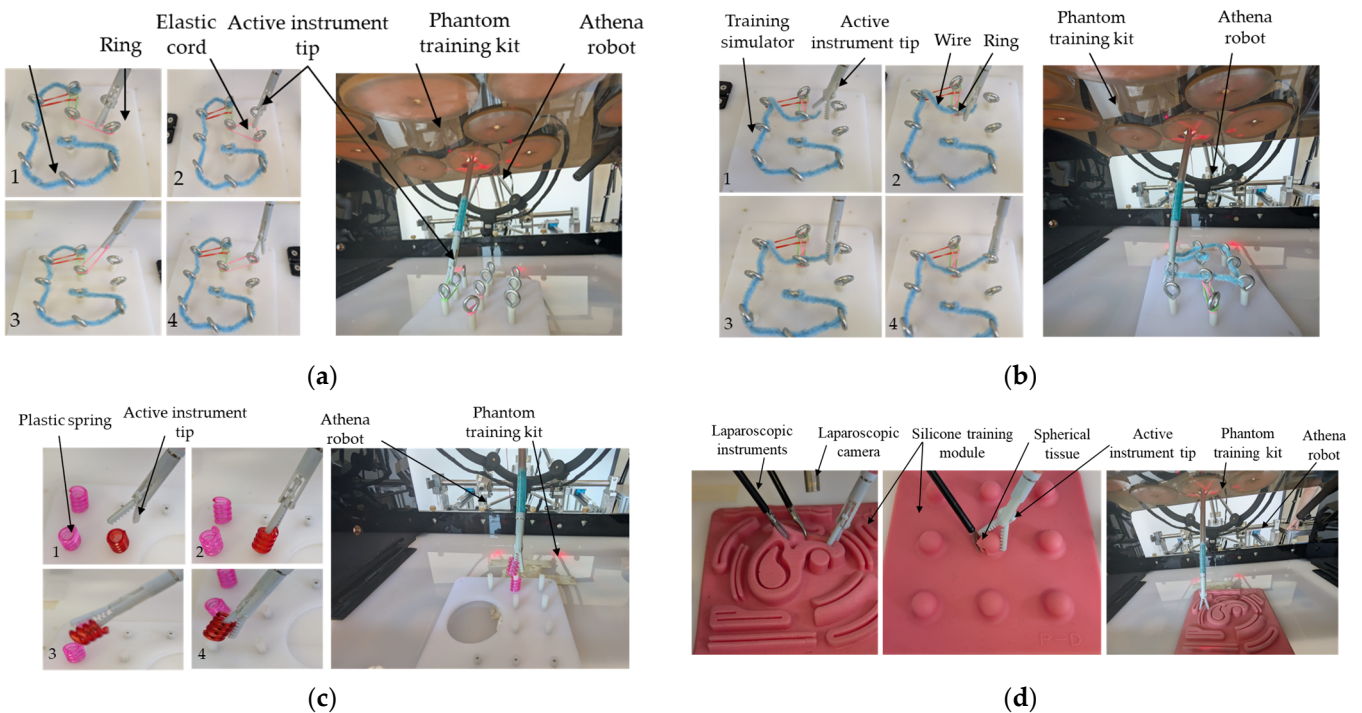 Ring
Elastic
cord
Active instrument
tip
Phantom
training kit
Athena
robot
1
2
3
4
(a)
Training
simulator
Active
instrument tip
Wire
Ring
Phantom
training kit
Athena
robot
1
2
3
4
(b)
Plastic spring
Active instrument
tip
Athena
robot
Phantom
training kit
1
2
3
4
(c)
Laparoscopic
instruments
Laparoscopic
camera
Silicone training
module
Spherical
tissue
Active
instrument tip
Phantom
training kit
Athena
robot
P-D
(d)